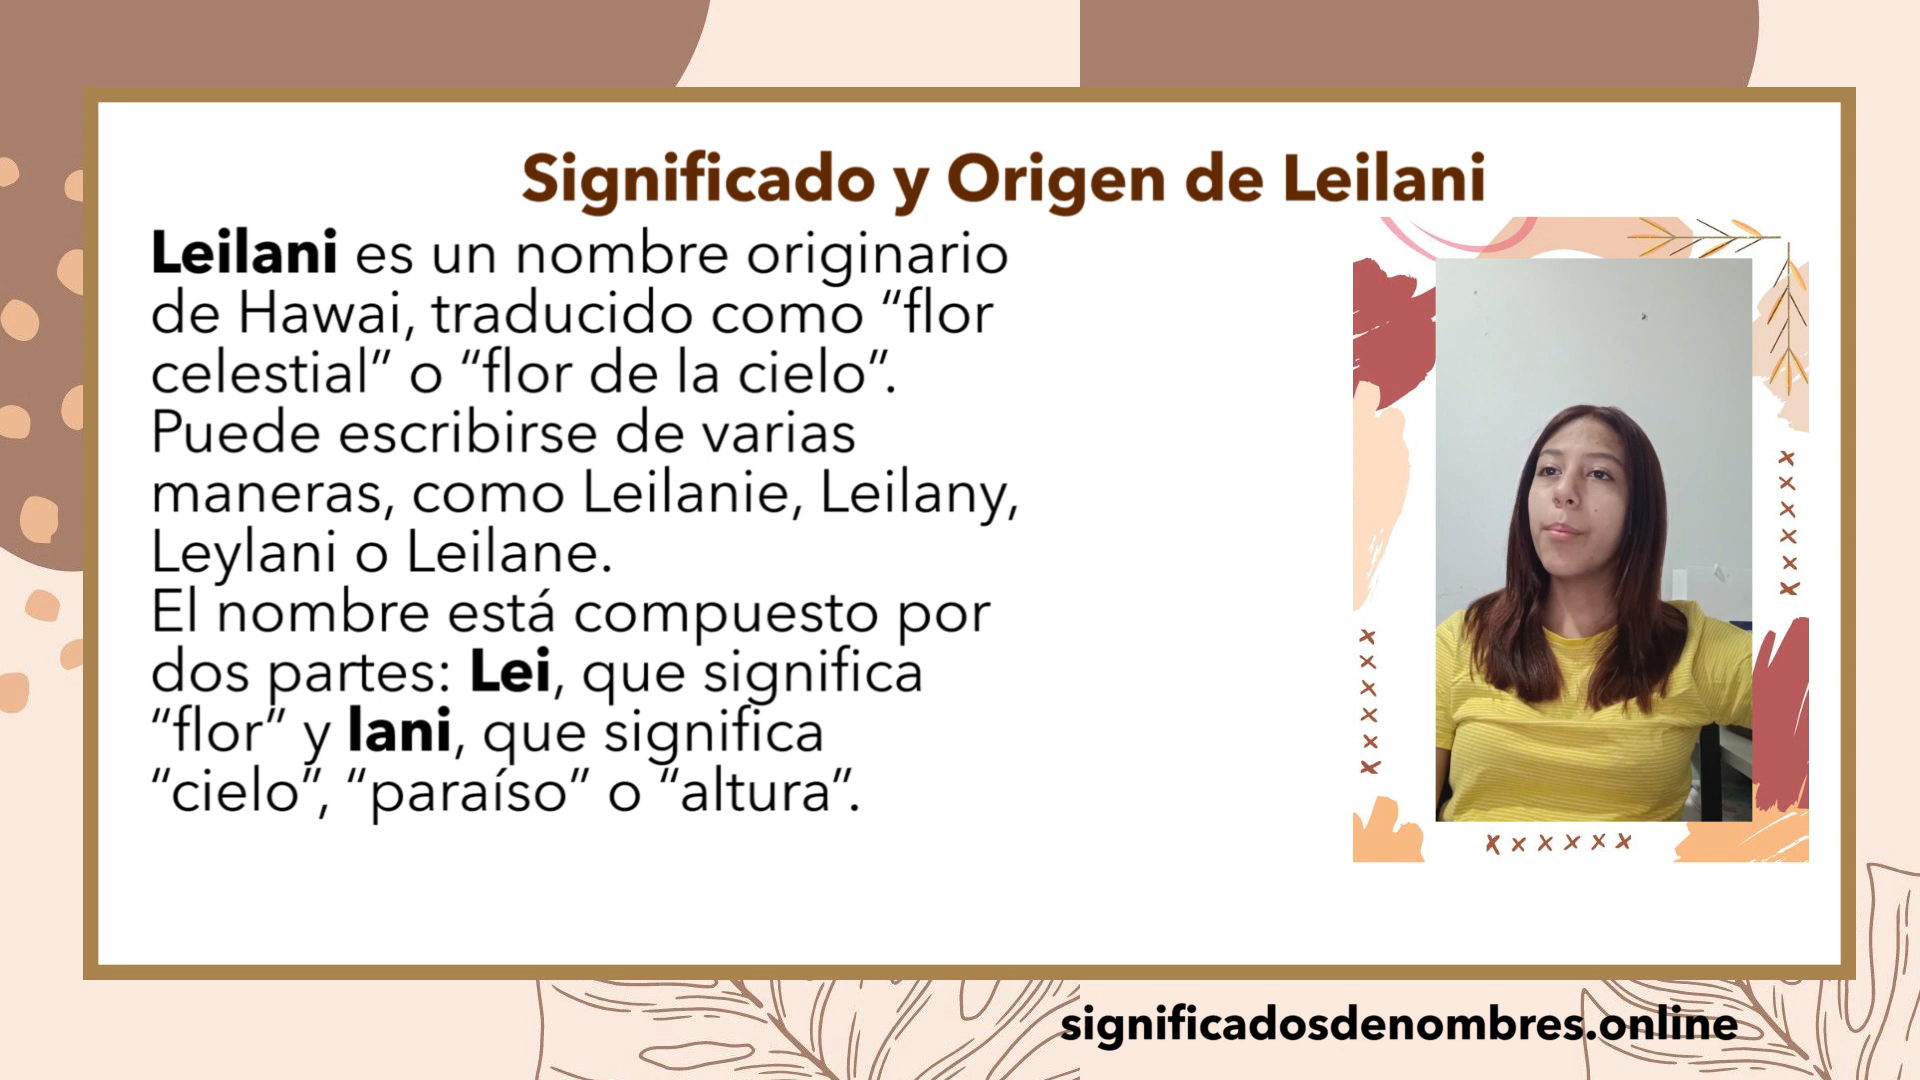 Significado y Origen de Leilani
Leilani es un nombre originario
de Hawai, traducido como “flor
celestial” o “flor de la cielo”.
Puede escribirse de varias
maneras, como Leilanie, Leilany,
Leylani o Leilane.
El nombre está compuesto por
dos partes: Lei, que significa
“flor” y lani, que significa
“cielo”, “paraíso” o “altura”.
significadosdenombres.online